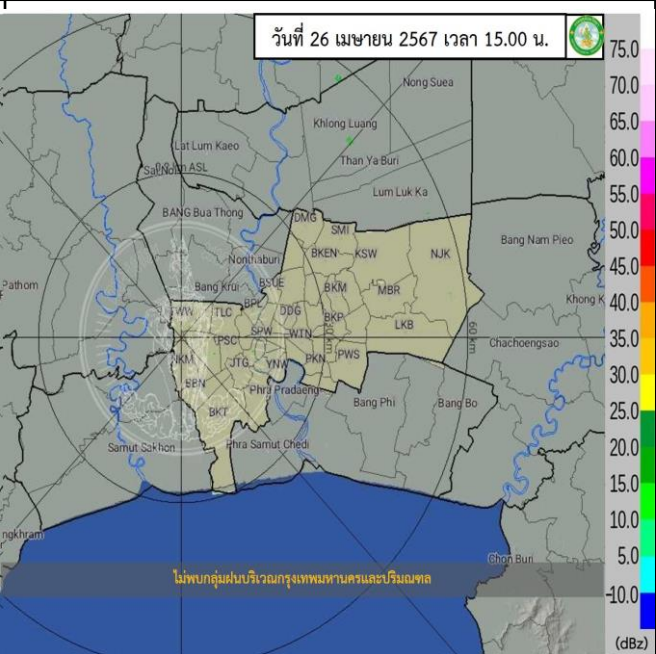 วันที่ 26 เมษายน 2567 เวลา 15.00 น.
75.0
70.0
65.0
60.0
55.0
50.0
45.0
40.0
35.0
30.0
25.0
20.0
15.0
10.0
5.0
-10.0
(dBz)
Nong Suea
Khlong Luang
Lat Lum Kaeo
Than Ya Buri
Lum Luk Ka
BANG Bua Thong
DMG
SMI
Bang Nam Pieo
BKEN
KSW
NJK
Nonthaburi
Pathom
Bang Krui
BSUE
BKM
MBR
Khong K
BPL
WW
TLC
DDG
BKP
LKB
SPW
WTN
60 km
PSC
Chachoengsao
NKM
JTG
YNW
PKN
PWS
BBN
Phra Pradaeng
Bang Phi
Bang Bo
BKT
Samut Sakhon
Phra Samut Chedi
ngkhram
Chon Buri
ไม่พบกลุ่มฝนบริเวณกรุงเทพมหานครและปริมณฑล